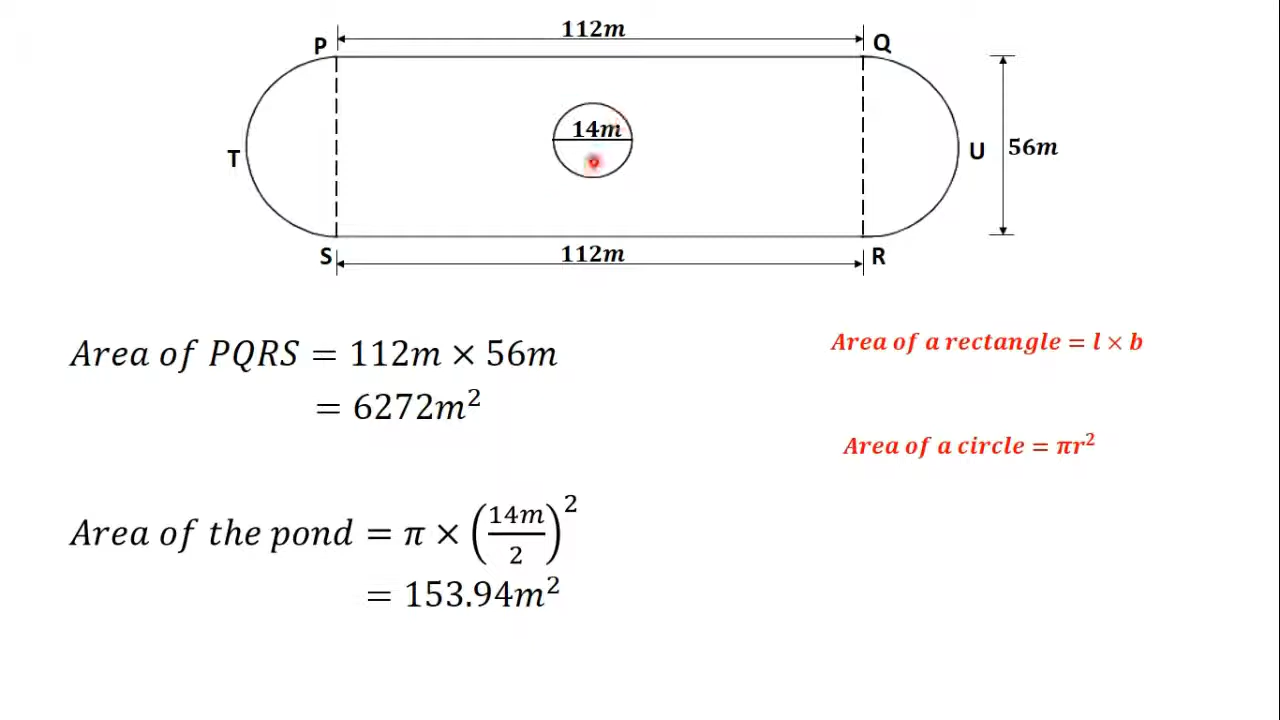 112m
P
Q
14m
T
U
56m
S
112m
R
Area of PQRS = 112m × 56m
= 6272m²
Area of a rectangle = l × b
Area of a circle = πr²
Area of the pond = π × (14m/2)²
= 153.94m²